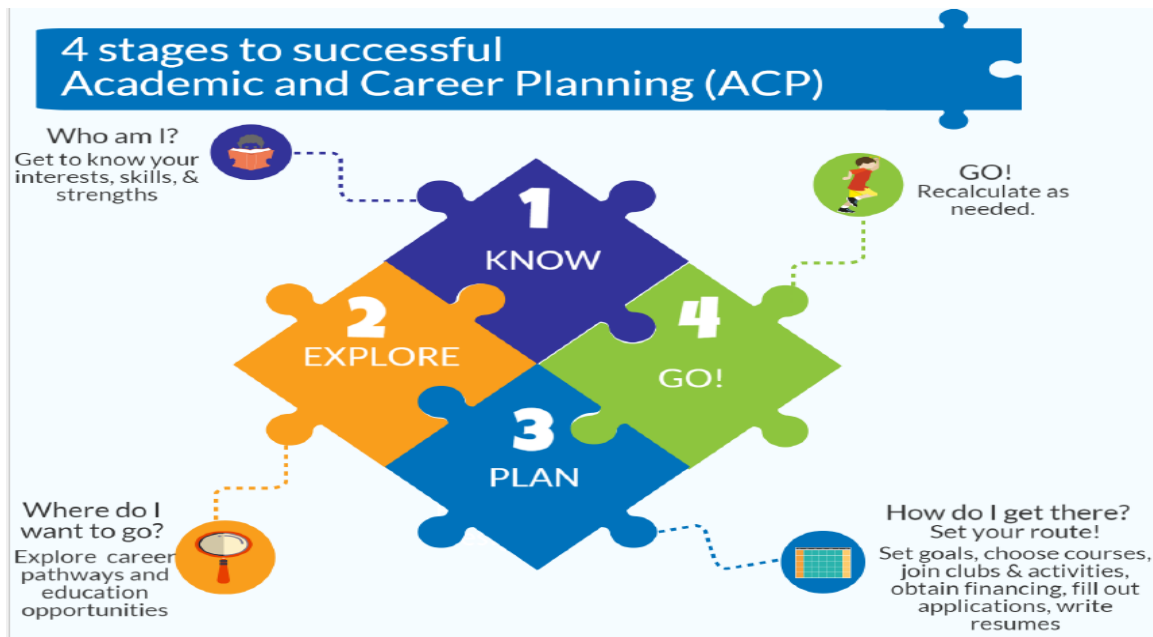 4 stages to successful
Academic and Career Planning (ACP)
Who am I?
Get to know your
interests, skills, &
strengths
GO!
Recalculate as
needed.
1
KNOW
2
EXPLORE
4
GO!
3
PLAN
Where do I
want to go?
Explore career
pathways and
education
opportunities
How do I get there?
Set your route!
Set goals, choose courses,
join clubs & activities,
obtain financing, fill out
applications, write
resumes